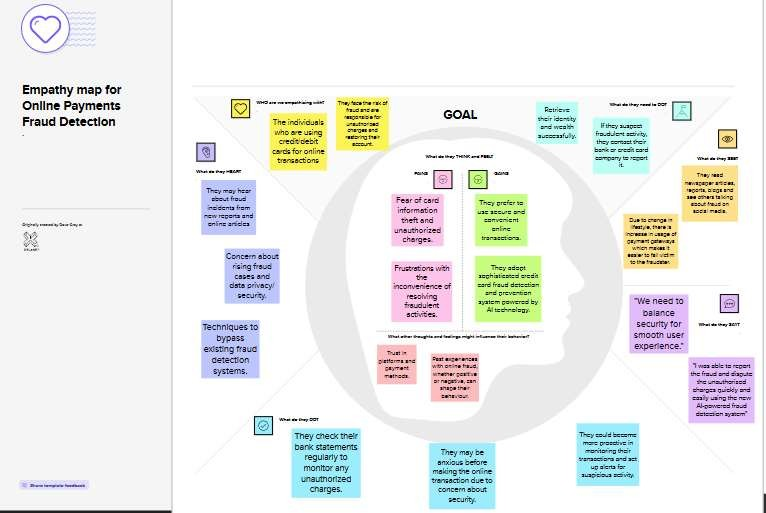 Empathy map for
Online Payments
Fraud Detection
Originally created by Dave Gray at
XPLANE
Share template feedback
WHO are we empathizing with?
The individuals
who are using
credit/debit
cards for online
transactions
They face the risk of
fraud and are
responsible for
unauthorized
charges and
restoring their
account.
GOAL
Retrieve
their identity
and wealth
successfully.
What do they need to DO?
If they suspect
fraudulent activity,
they contact their
bank or credit card
company to report
it.
What do they HEAR?
They may hear
about fraud
incidents from
new reports and
online articles.
Concern about
rising fraud
cases and
data privacy/
security.
Techniques to
bypass
existing fraud
detection
systems.
What do they THINK and FEEL?
PAINS
GAINS
Fear of card
information
theft and
unauthorized
charges.
Frustrations with
the
inconvenience of
resolving
fraudulent
activities.
They prefer to
use secure and
convenient
online
transactions.
They adopt
sophisticated credit
card fraud detection
and prevention
system powered by
AI technology.
What other thoughts and feelings might influence their behavior?
Trust in
platforms and
payment
methods.
Past experiences
with online fraud,
whether positive
or negative, can
shape their
behaviour.
What do they SEE?
They read
newspaper articles,
reports, blogs and
see others talking
about fraud on
social media.
Due to change in
lifestyle, there is
increase in usage of
payment gateways
which makes it
easier to fall victim
to the fraudster.
What do they SAY?
"We need to
balance
security for
smooth user
experience."
"I was able to report
the fraud and dispute
the unauthorized
charges quickly and
easily using the new
AI-powered fraud
detection system"
What do they DO?
They check their
bank statements
regularly to
monitor any
unauthorized
charges.
They may be
anxious before
making the online
transaction due to
concern about
security.
They could become
more proactive in
monitoring their
transactions and set
up alerts for
suspicious activity.